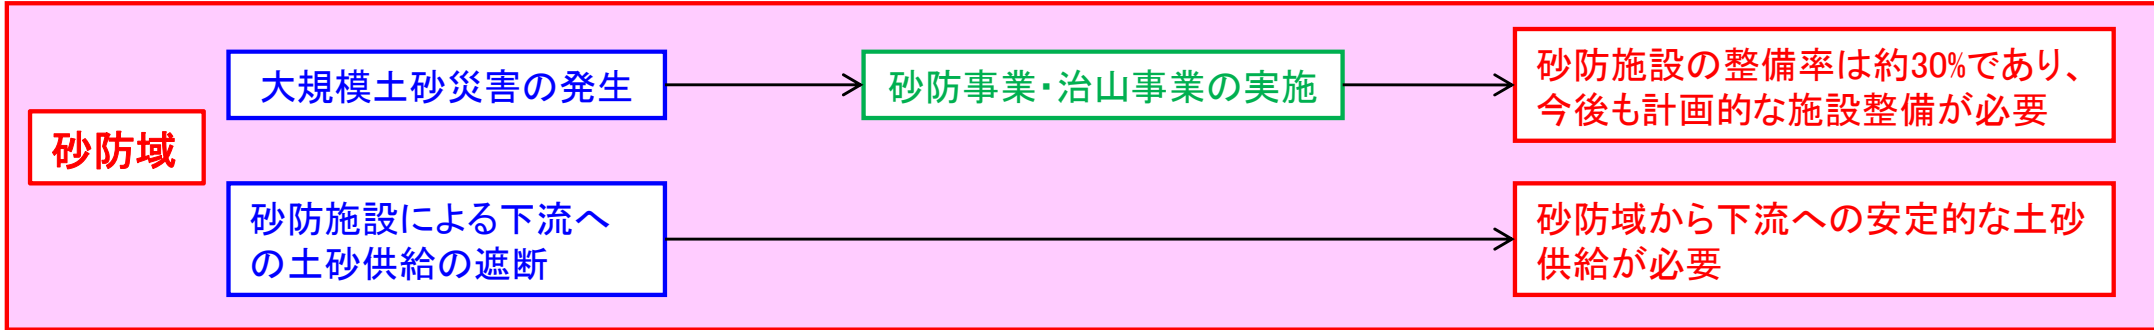 砂防域
大規模土砂災害の発生
砂防事業・治山事業の実施
砂防施設の整備率は約30%であり、
今後も計画的な施設整備が必要
砂防施設による下流へ
の土砂供給の遮断
砂防域から下流への安定的な土砂
供給が必要